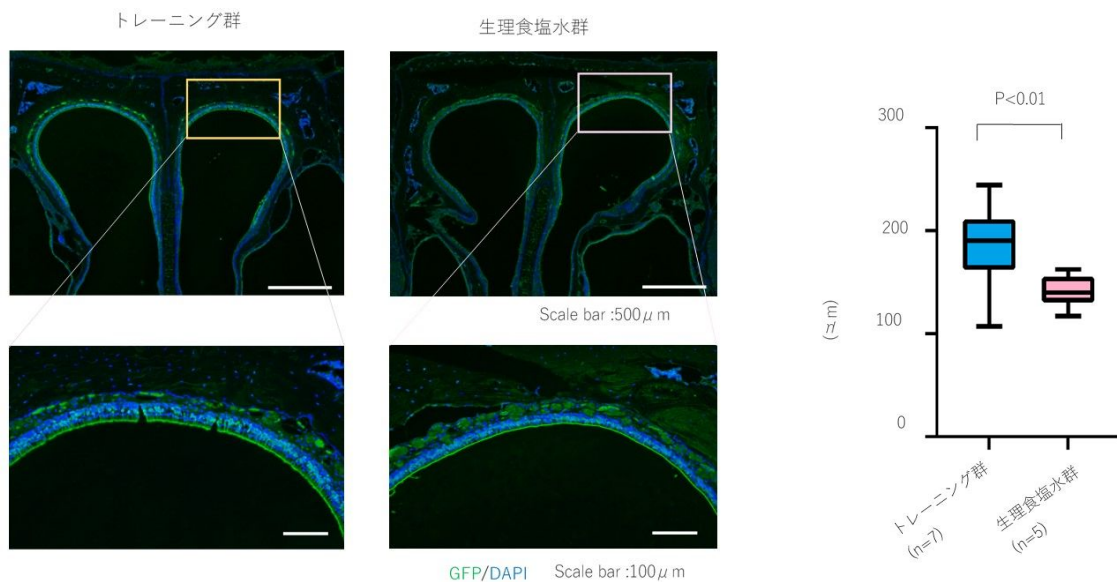 トレーニング群
生理食塩水群
Scale bar :500μm
GFP/DAPI Scale bar :100μm
P<0.01
300
200
100
0
トレーニング群
(n=7)
生理食塩水群
(n=5)